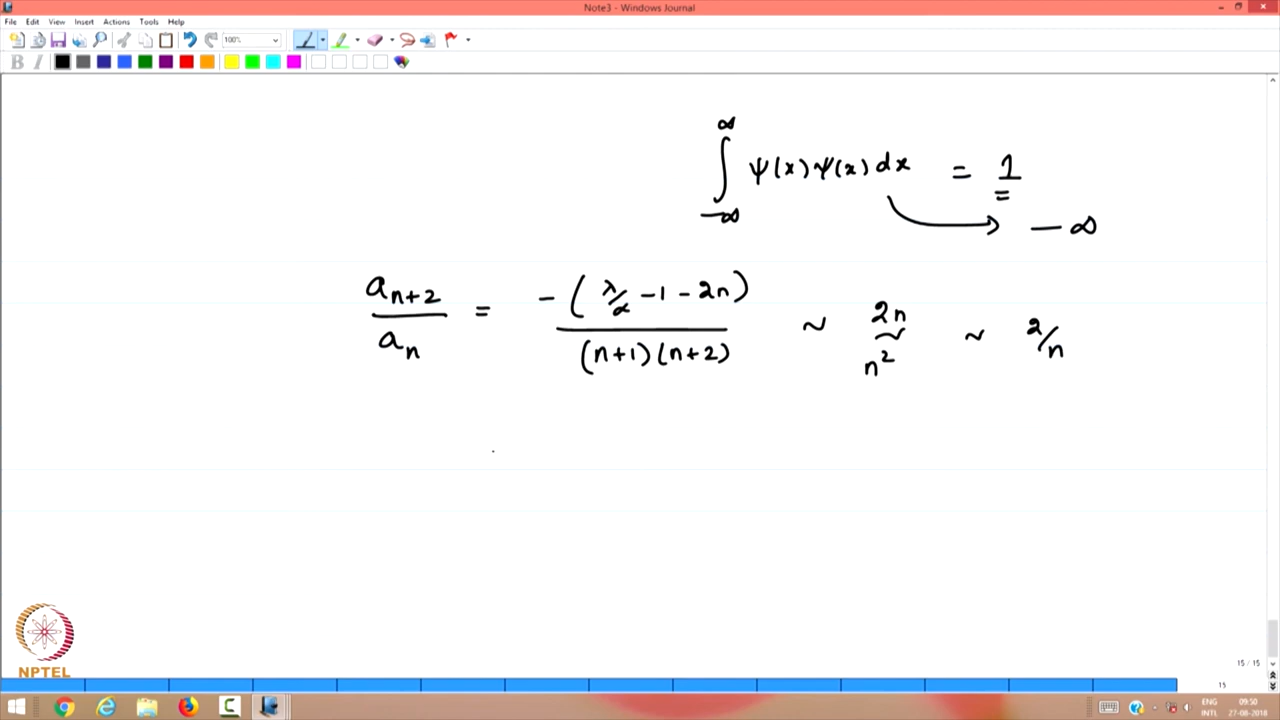 Note3 - Windows Journal
File Edit View Insert Actions Tools Help
100%
B I
∫_{-∞}^{∞} ψ(x) ψ(x) dx = 1
→ -∞
a_{n+2}/a_n = -(λ/α - 1 - 2n) / (n+1)(n+2) ~ 2n/n² ~ 2/n
NPTEL
15 / 15
15
ENG 09:50
INTL 27-08-2018